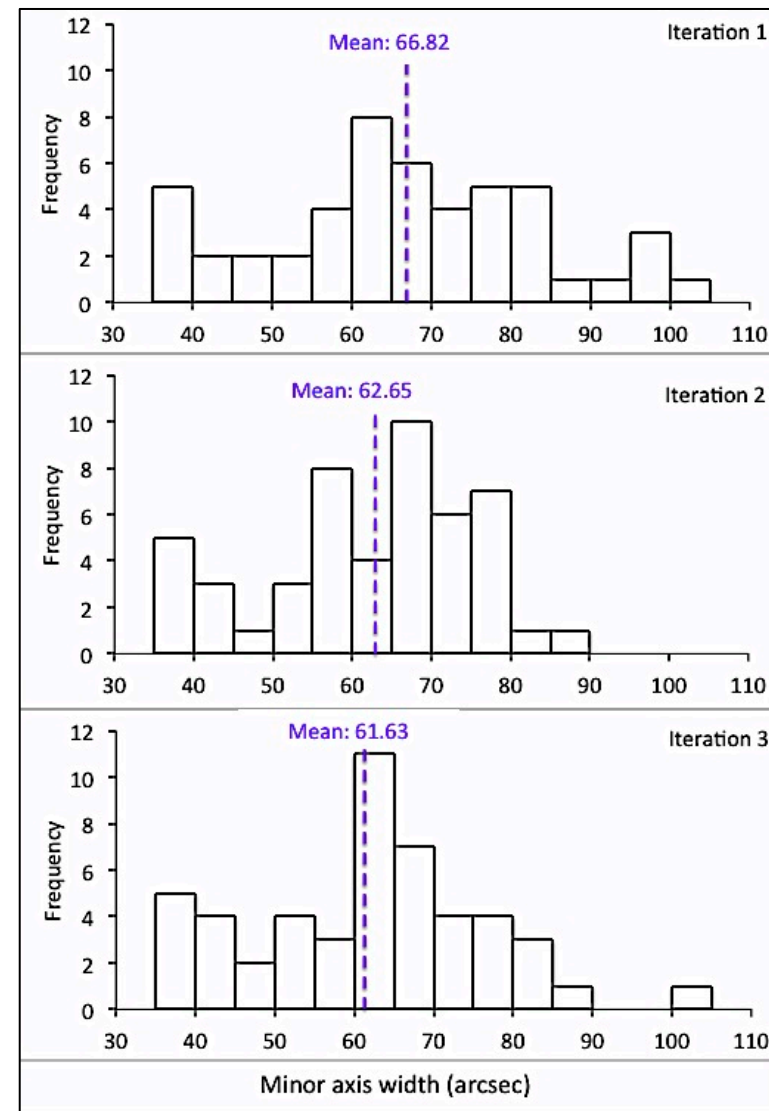 Iteration 1
Mean: 66.82
Frequency
12
10
8
6
4
2
0
30 40 50 60 70 80 90 100 110
Iteration 2
Mean: 62.65
Frequency
12
10
8
6
4
2
0
30 40 50 60 70 80 90 100 110
Iteration 3
Mean: 61.63
Frequency
12
10
8
6
4
2
0
30 40 50 60 70 80 90 100 110
Minor axis width (arcsec)